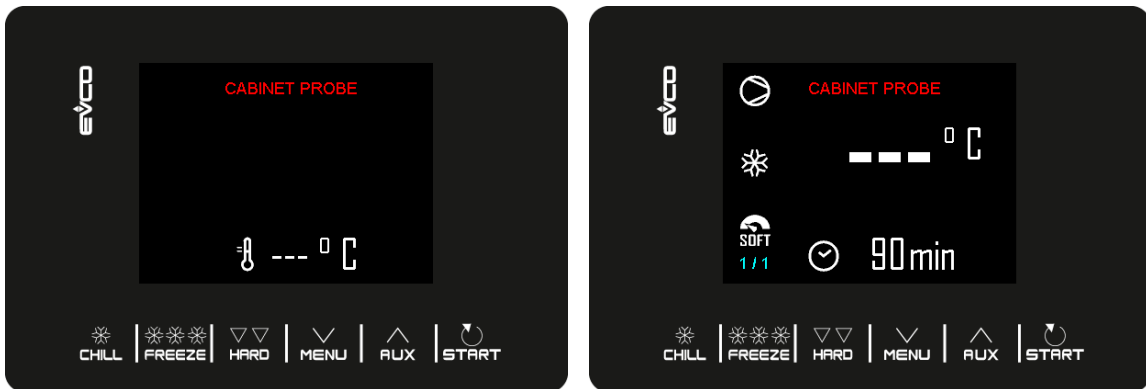 evco
CABINET PROBE
--- °C
CHILL
FREEZE
HARD
MENU
AUX
START
evco
CABINET PROBE
--- °C
SOFT
1/1
90min
CHILL
FREEZE
HARD
MENU
AUX
START